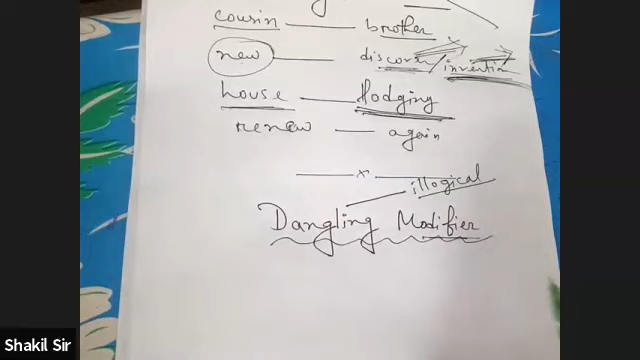 cousin — brother
new — discover / invention
house — lodging
renew — again
— x —
illogical
Dangling Modifier
Shakil Sir